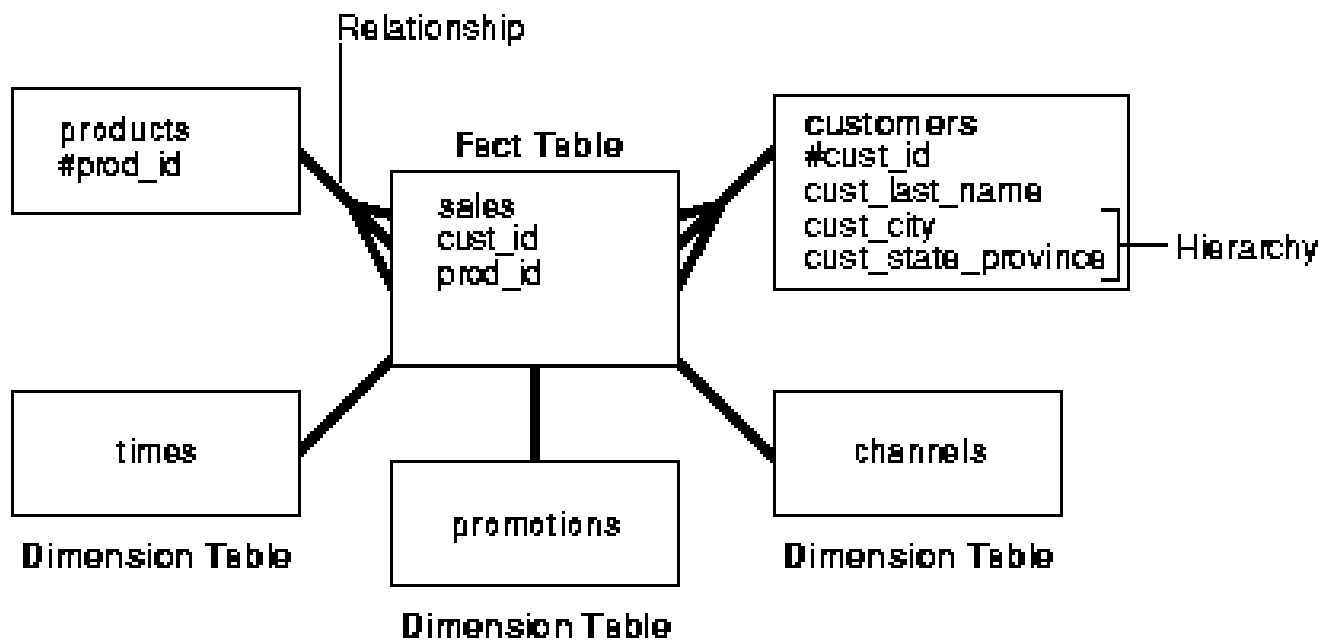 Relationship
products
#prod_id
Fact Table
sales
cust_id
prod_id
customers
#cust_id
cust_last_name
cust_city
cust_state_province
Hierarchy
times
Dimension Table
promotions
Dimension Table
channels
Dimension Table